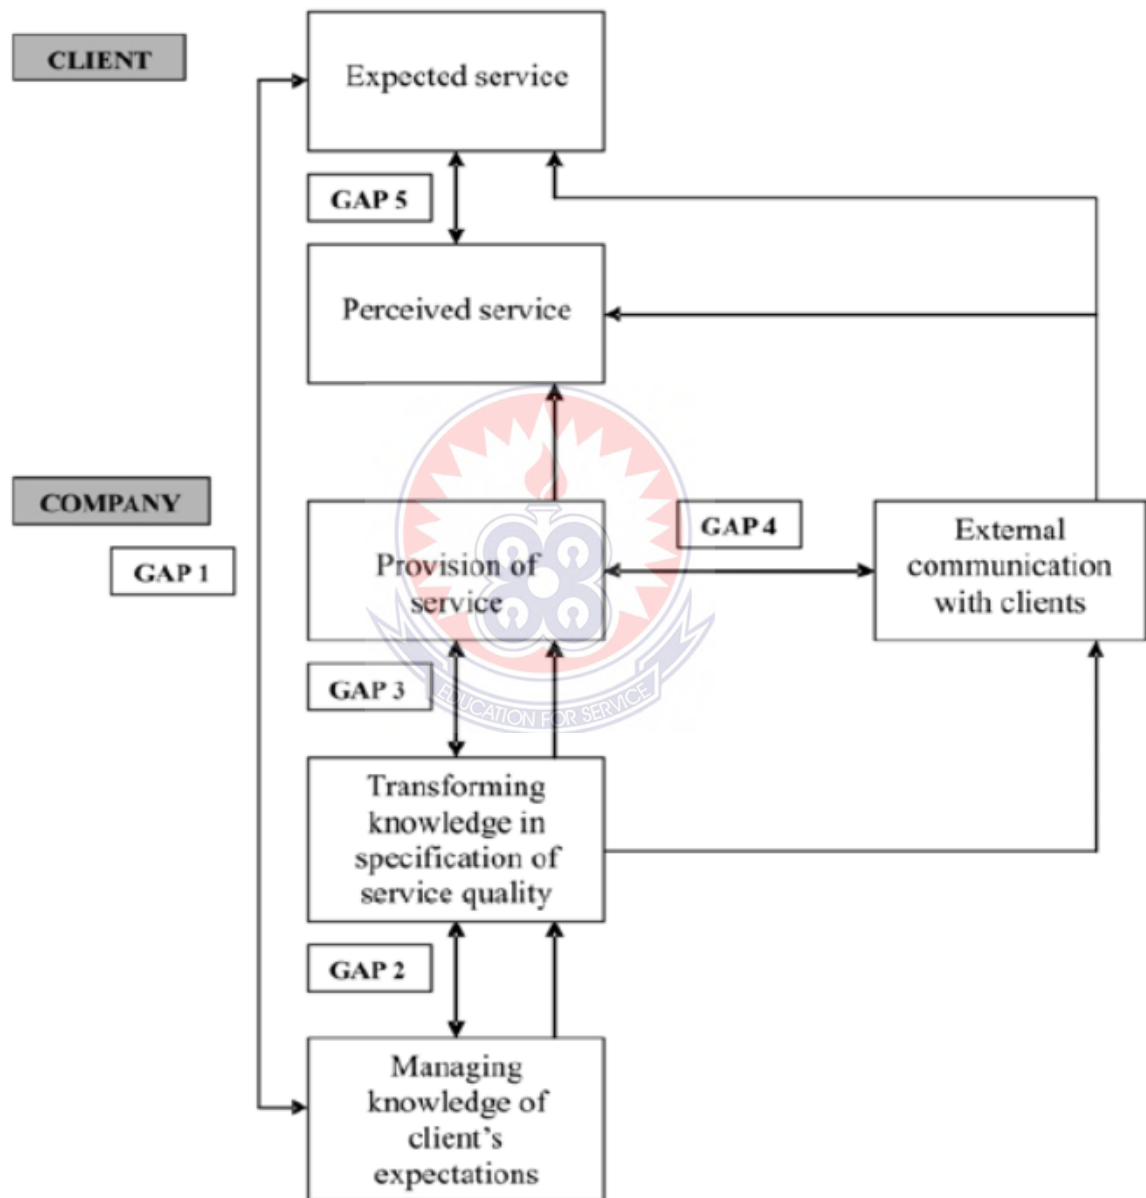 CLIENT
Expected service
GAP 5
Perceived service
COMPANY
GAP 1
Provision of
service
GAP 4
External
communication
with clients
EDUCATION FOR SERVICE
GAP 3
Transforming
knowledge in
specification of
service quality
GAP 2
Managing
knowledge of
client's
expectations